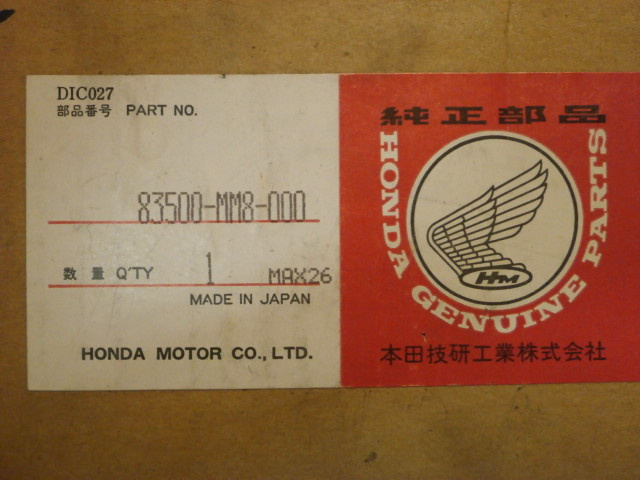 DIC027
部品番号 PART NO.
83500-MM8-000
数量 Q'TY 1 MAX26
MADE IN JAPAN
HONDA MOTOR CO., LTD.
純正部品
HONDA GENUINE PARTS
HM
本田技研工業株式会社